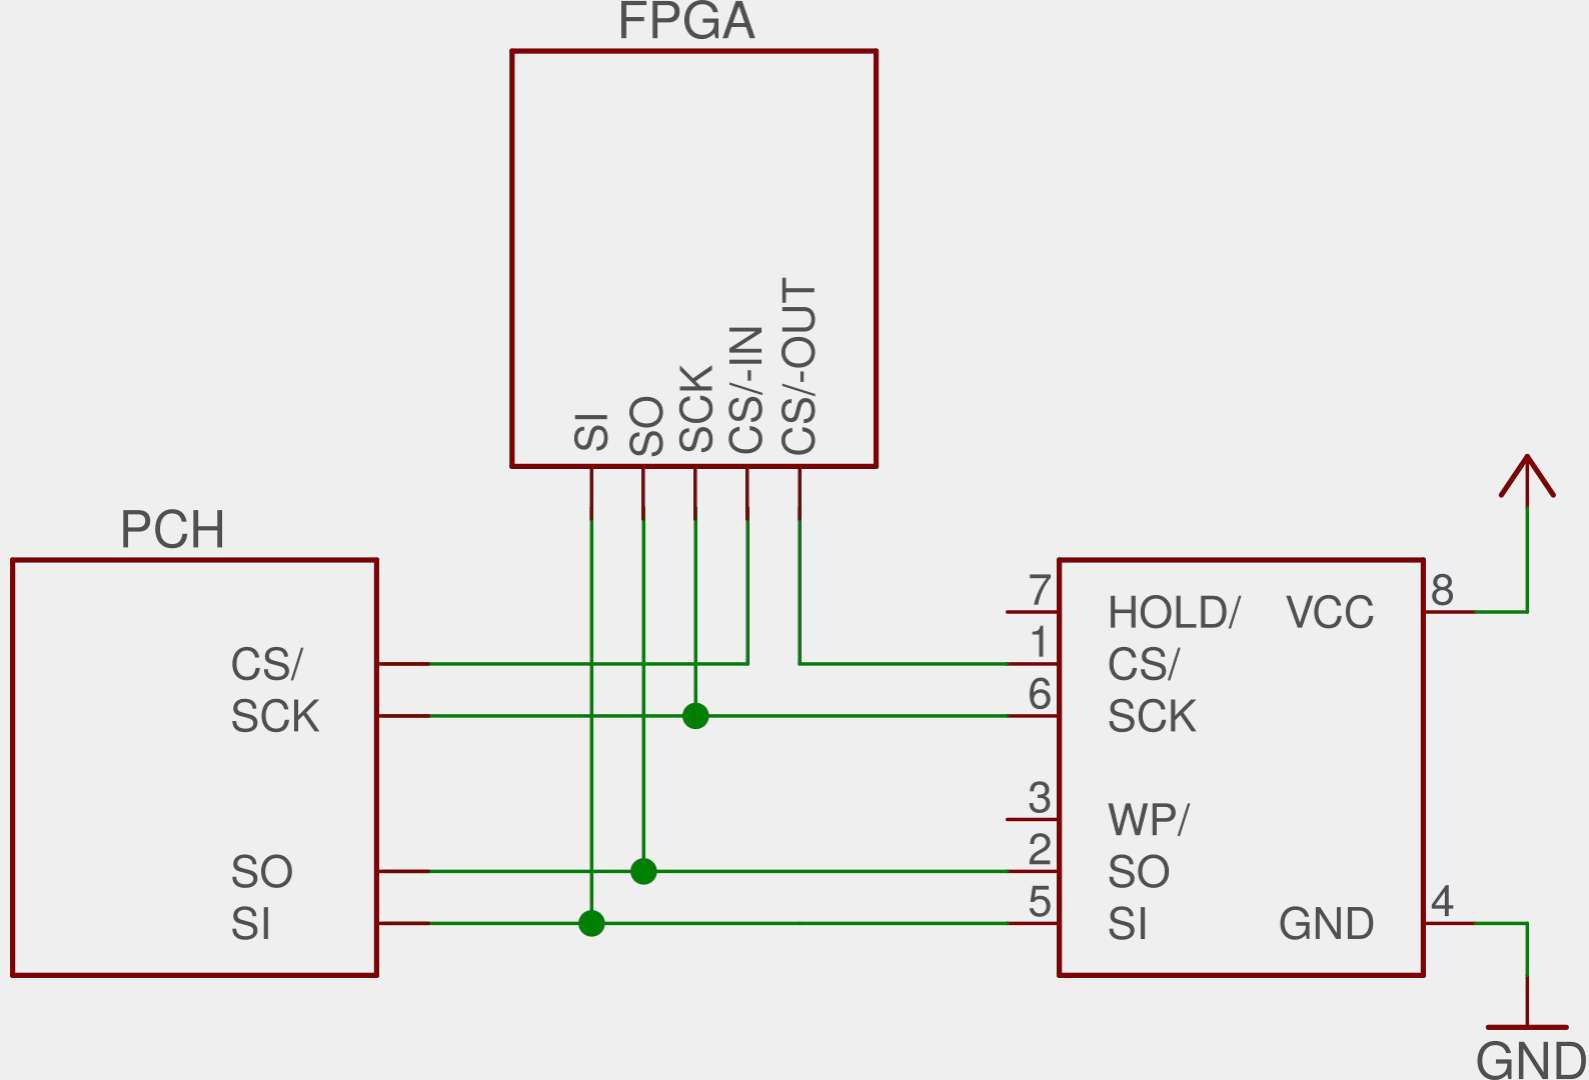 FPGA
SI
SO
SCK
CS/-IN
CS/-OUT
PCH
CS/
SCK
SO
SI
7 HOLD/ VCC 8
1 CS/
6 SCK
3 WP/
2 SO
5 SI GND 4
GND